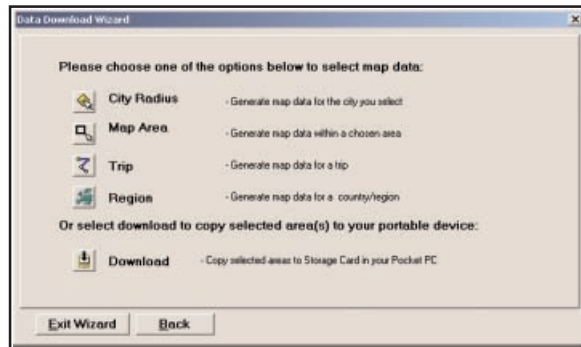 Data Download Wizard
Please choose one of the options below to select map data:
City Radius - Generate map data for the city you select
Map Area - Generate map data within a chosen area
Trip - Generate map data for a trip
Region - Generate map data for a country/region
Or select download to copy selected area(s) to your portable device:
Download - Copy selected areas to Storage Card in your Pocket PC
Exit Wizard Back